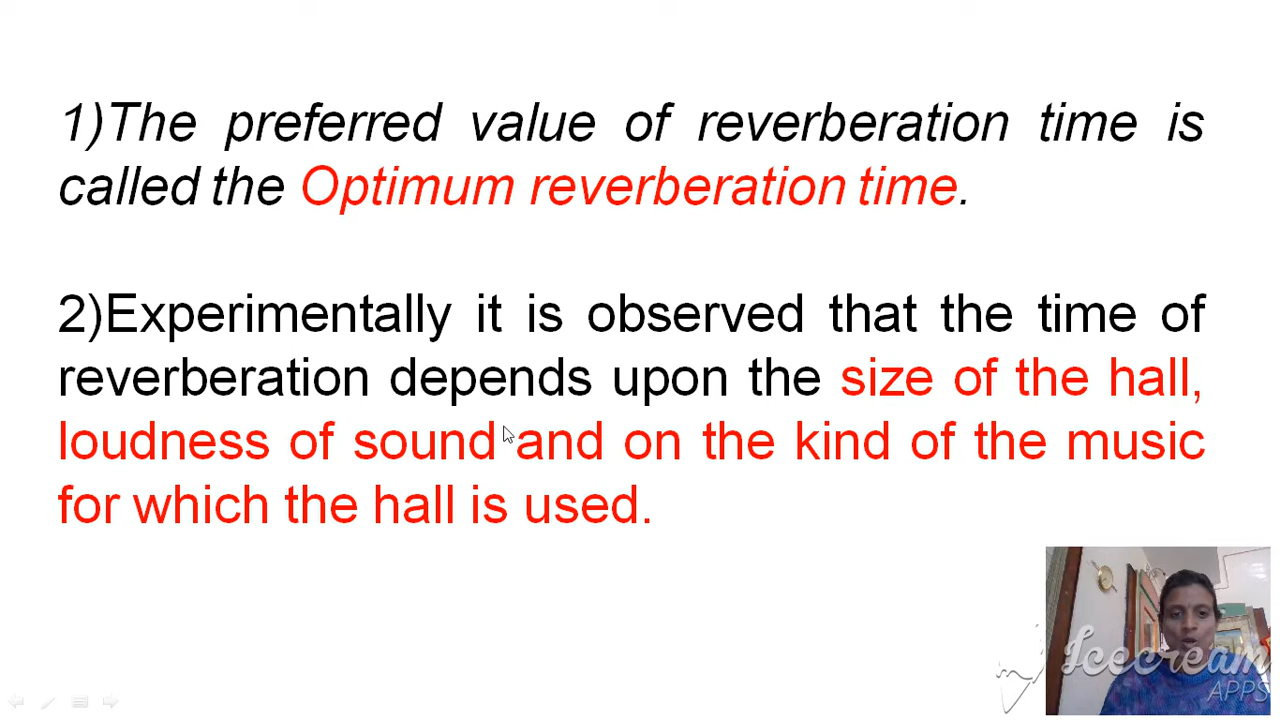 1)The preferred value of reverberation time is
called the Optimum reverberation time.
2)Experimentally it is observed that the time of
reverberation depends upon the size of the hall,
loudness of sound and on the kind of the music
for which the hall is used.
Icecream
APPS